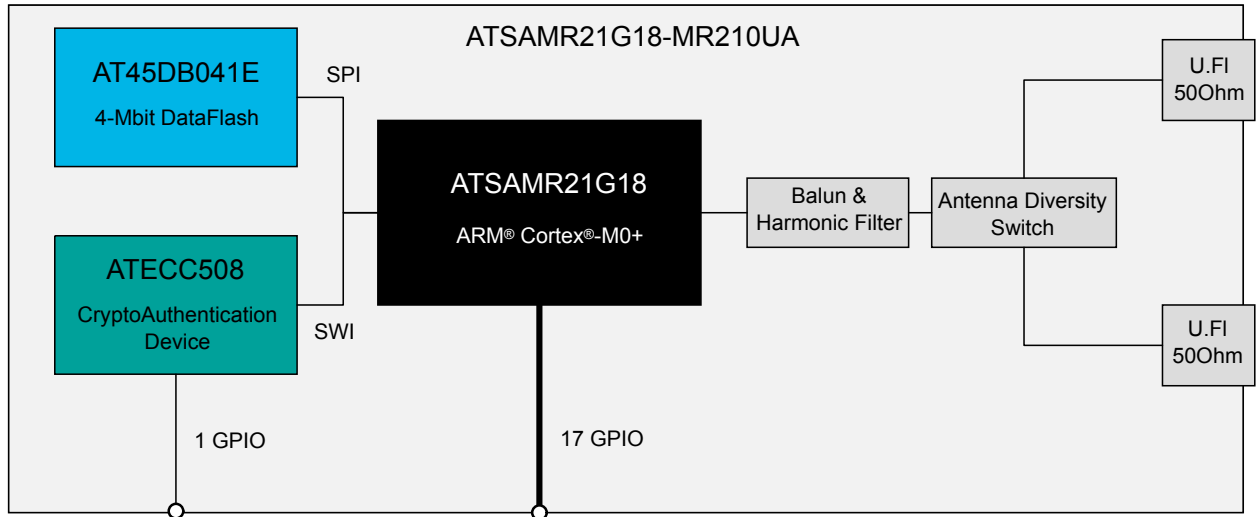 ATSAMR21G18-MR210UA
AT45DB041E
4-Mbit DataFlash
SPI
ATECC508
CryptoAuthentication
Device
SWI
1 GPIO
ATSAMR21G18
ARM® Cortex®-M0+
17 GPIO
Balun &
Harmonic Filter
Antenna Diversity
Switch
U.Fl
50Ohm
U.Fl
50Ohm